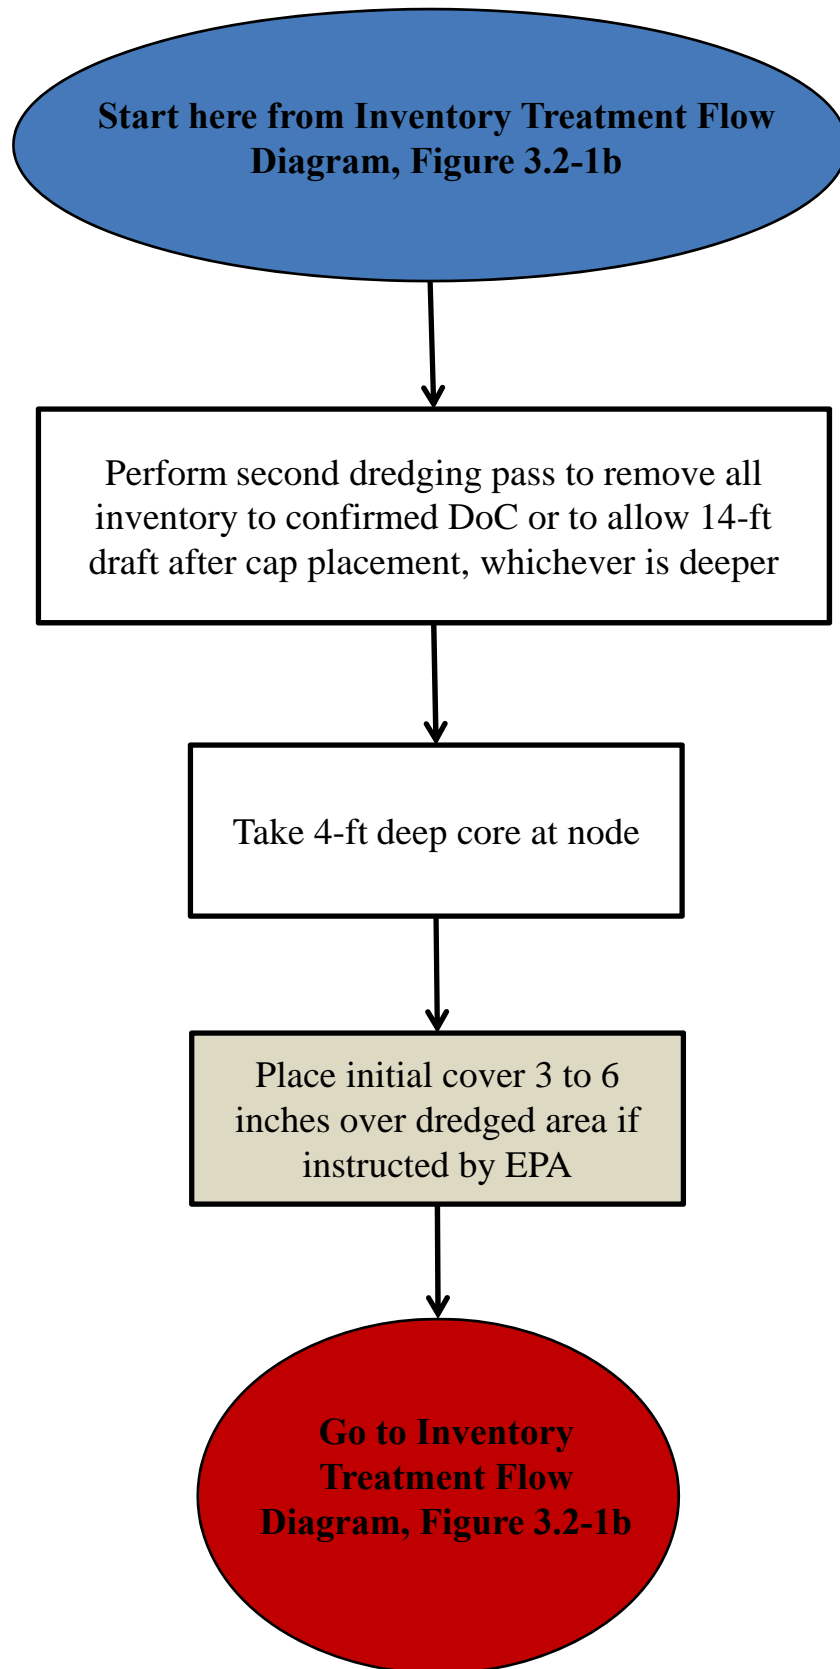 Start here from Inventory Treatment Flow
Diagram, Figure 3.2-1b
Perform second dredging pass to remove all
inventory to confirmed DoC or to allow 14-ft
draft after cap placement, whichever is deeper
Take 4-ft deep core at node
Place initial cover 3 to 6
inches over dredged area if
instructed by EPA
Go to Inventory
Treatment Flow
Diagram, Figure 3.2-1b